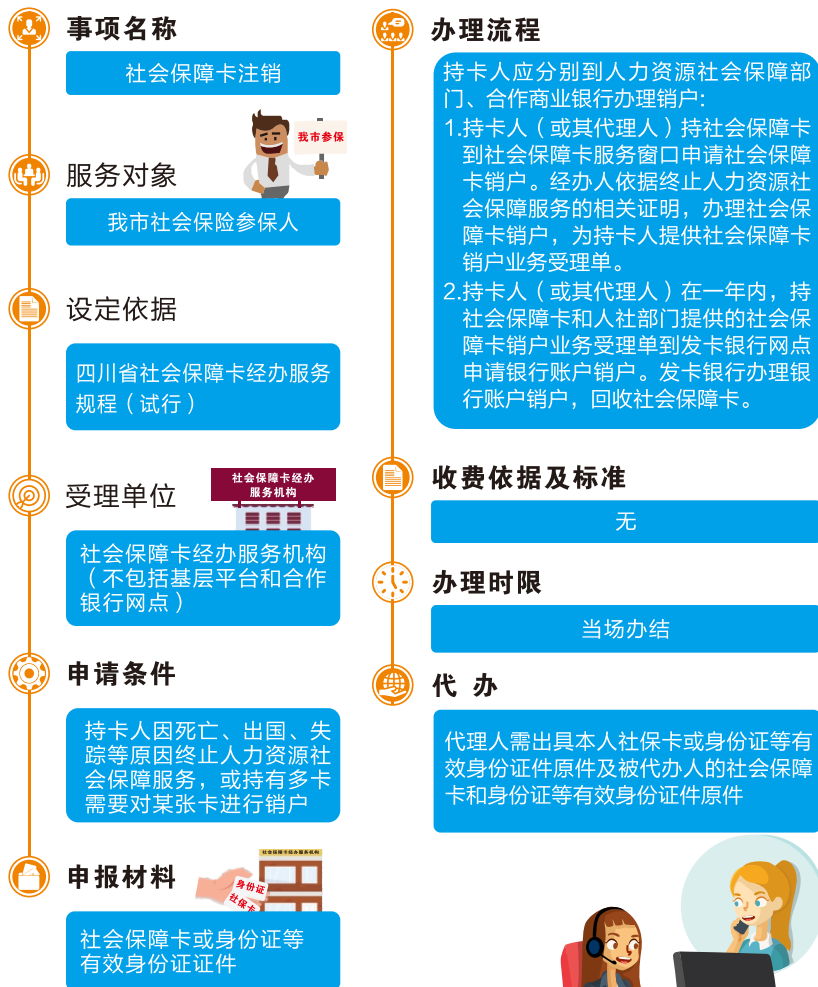 事项名称
社会保障卡注销
我市参保
服务对象
我市社会保险参保人
设定依据
四川省社会保障卡经办服务
规程（试行）
受理单位
社会保障卡经办
服务机构
社会保障卡经办服务机构
（不包括基层平台和合作
银行网点）
申请条件
持卡人因死亡、出国、失
踪等原因终止人力资源社
会保障服务，或持有多卡
需要对某张卡进行销户
申报材料
社会保障卡经办服务机构
身份证
社保卡
社会保障卡或身份证等
有效身份证证件
办理流程
持卡人应分别到人力资源社会保障部
门、合作商业银行办理销户:
1.持卡人（或其代理人）持社会保障卡
到社会保障卡服务窗口申请社会保障
卡销户。经办人依据终止人力资源社
会保障服务的相关证明，办理社会保
障卡销户，为持卡人提供社会保障卡
销户业务受理单。
2.持卡人（或其代理人）在一年内，持
社会保障卡和人社部门提供的社会保
障卡销户业务受理单到发卡银行网点
申请银行账户销户。发卡银行办理银
行账户销户，回收社会保障卡。
收费依据及标准
无
办理时限
当场办结
代 办
代理人需出具本人社保卡或身份证等有
效身份证件原件及被代办人的社会保障
卡和身份证等有效身份证件原件